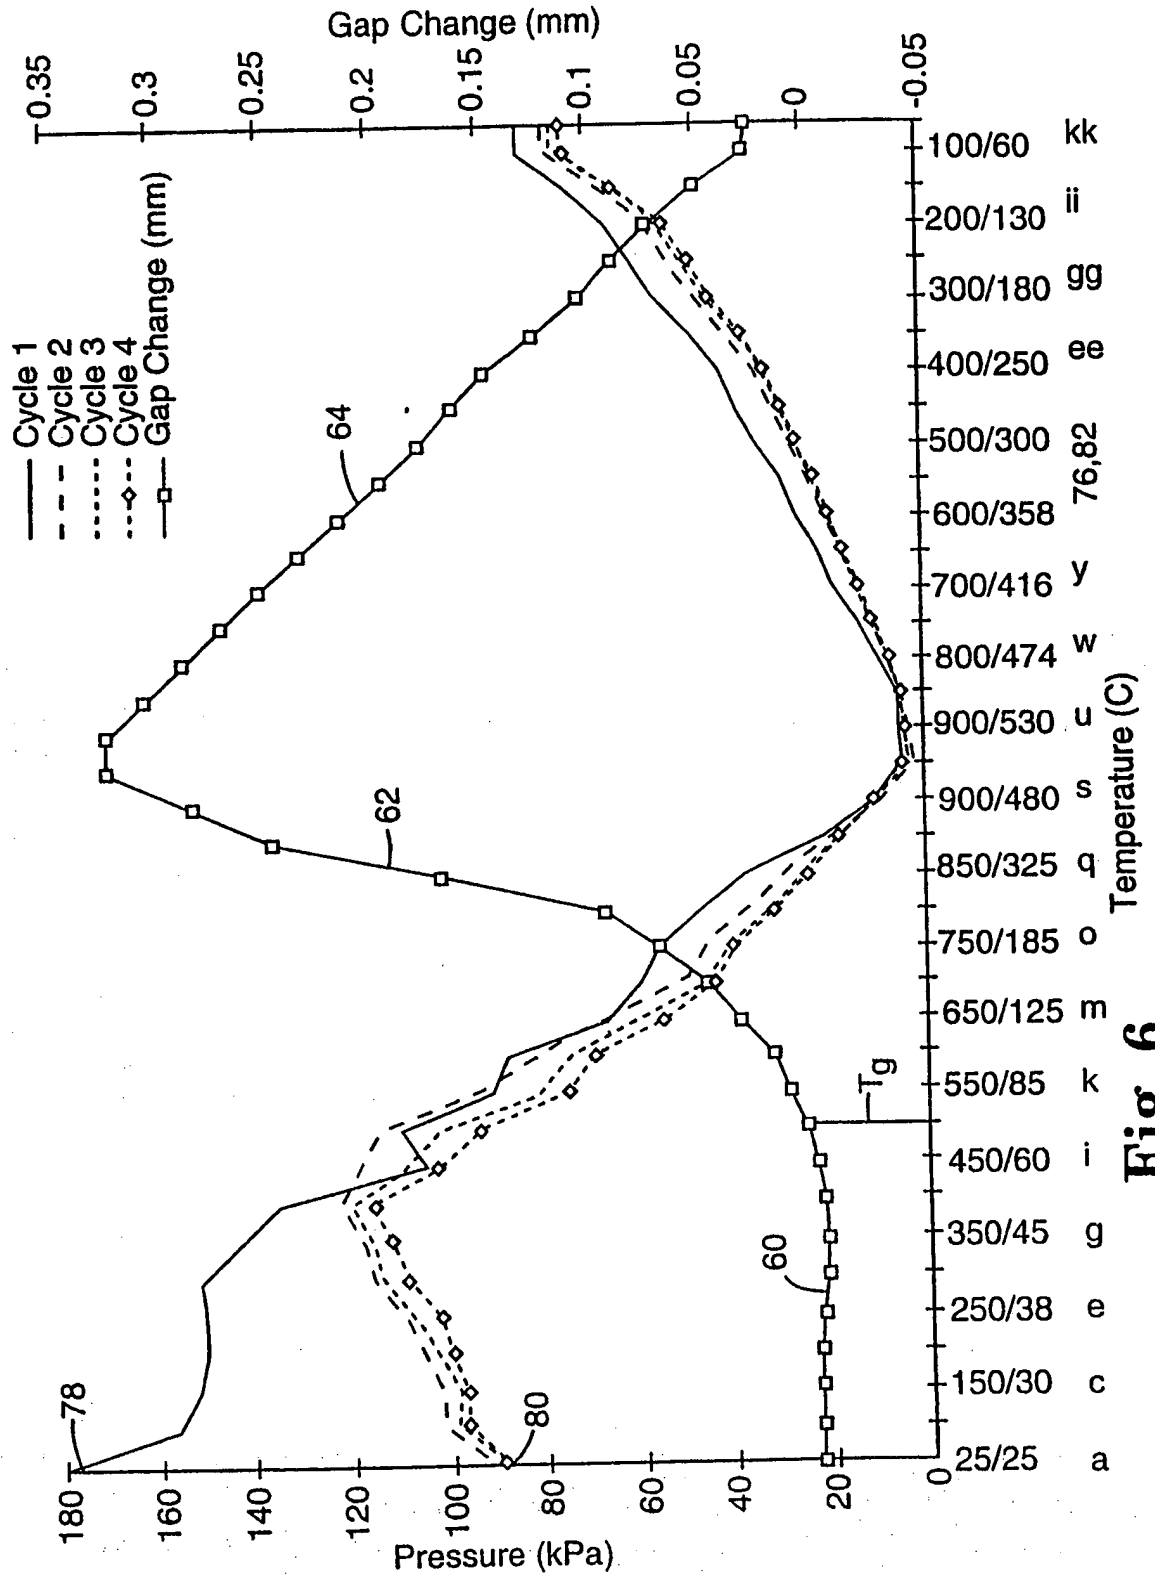 Cycle 1
Cycle 2
Cycle 3
Cycle 4
Gap Change (mm)
Pressure (kPa)
180
160
140
120
100
80
60
40
20
0
Gap Change (mm)
0.35
0.3
0.25
0.2
0.15
0.1
0.05
0
-0.05
78
80
60
62
64
Tg
25/25
150/30
250/38
350/45
450/60
550/85
650/125
750/185
850/325
900/480
900/530
800/474
700/416
600/358
500/300
400/250
300/180
200/130
100/60
a
c
e
g
i
k
m
o
q
s
u
w
y
76,82
ee
gg
ii
kk
Temperature (C)
Fig. 6